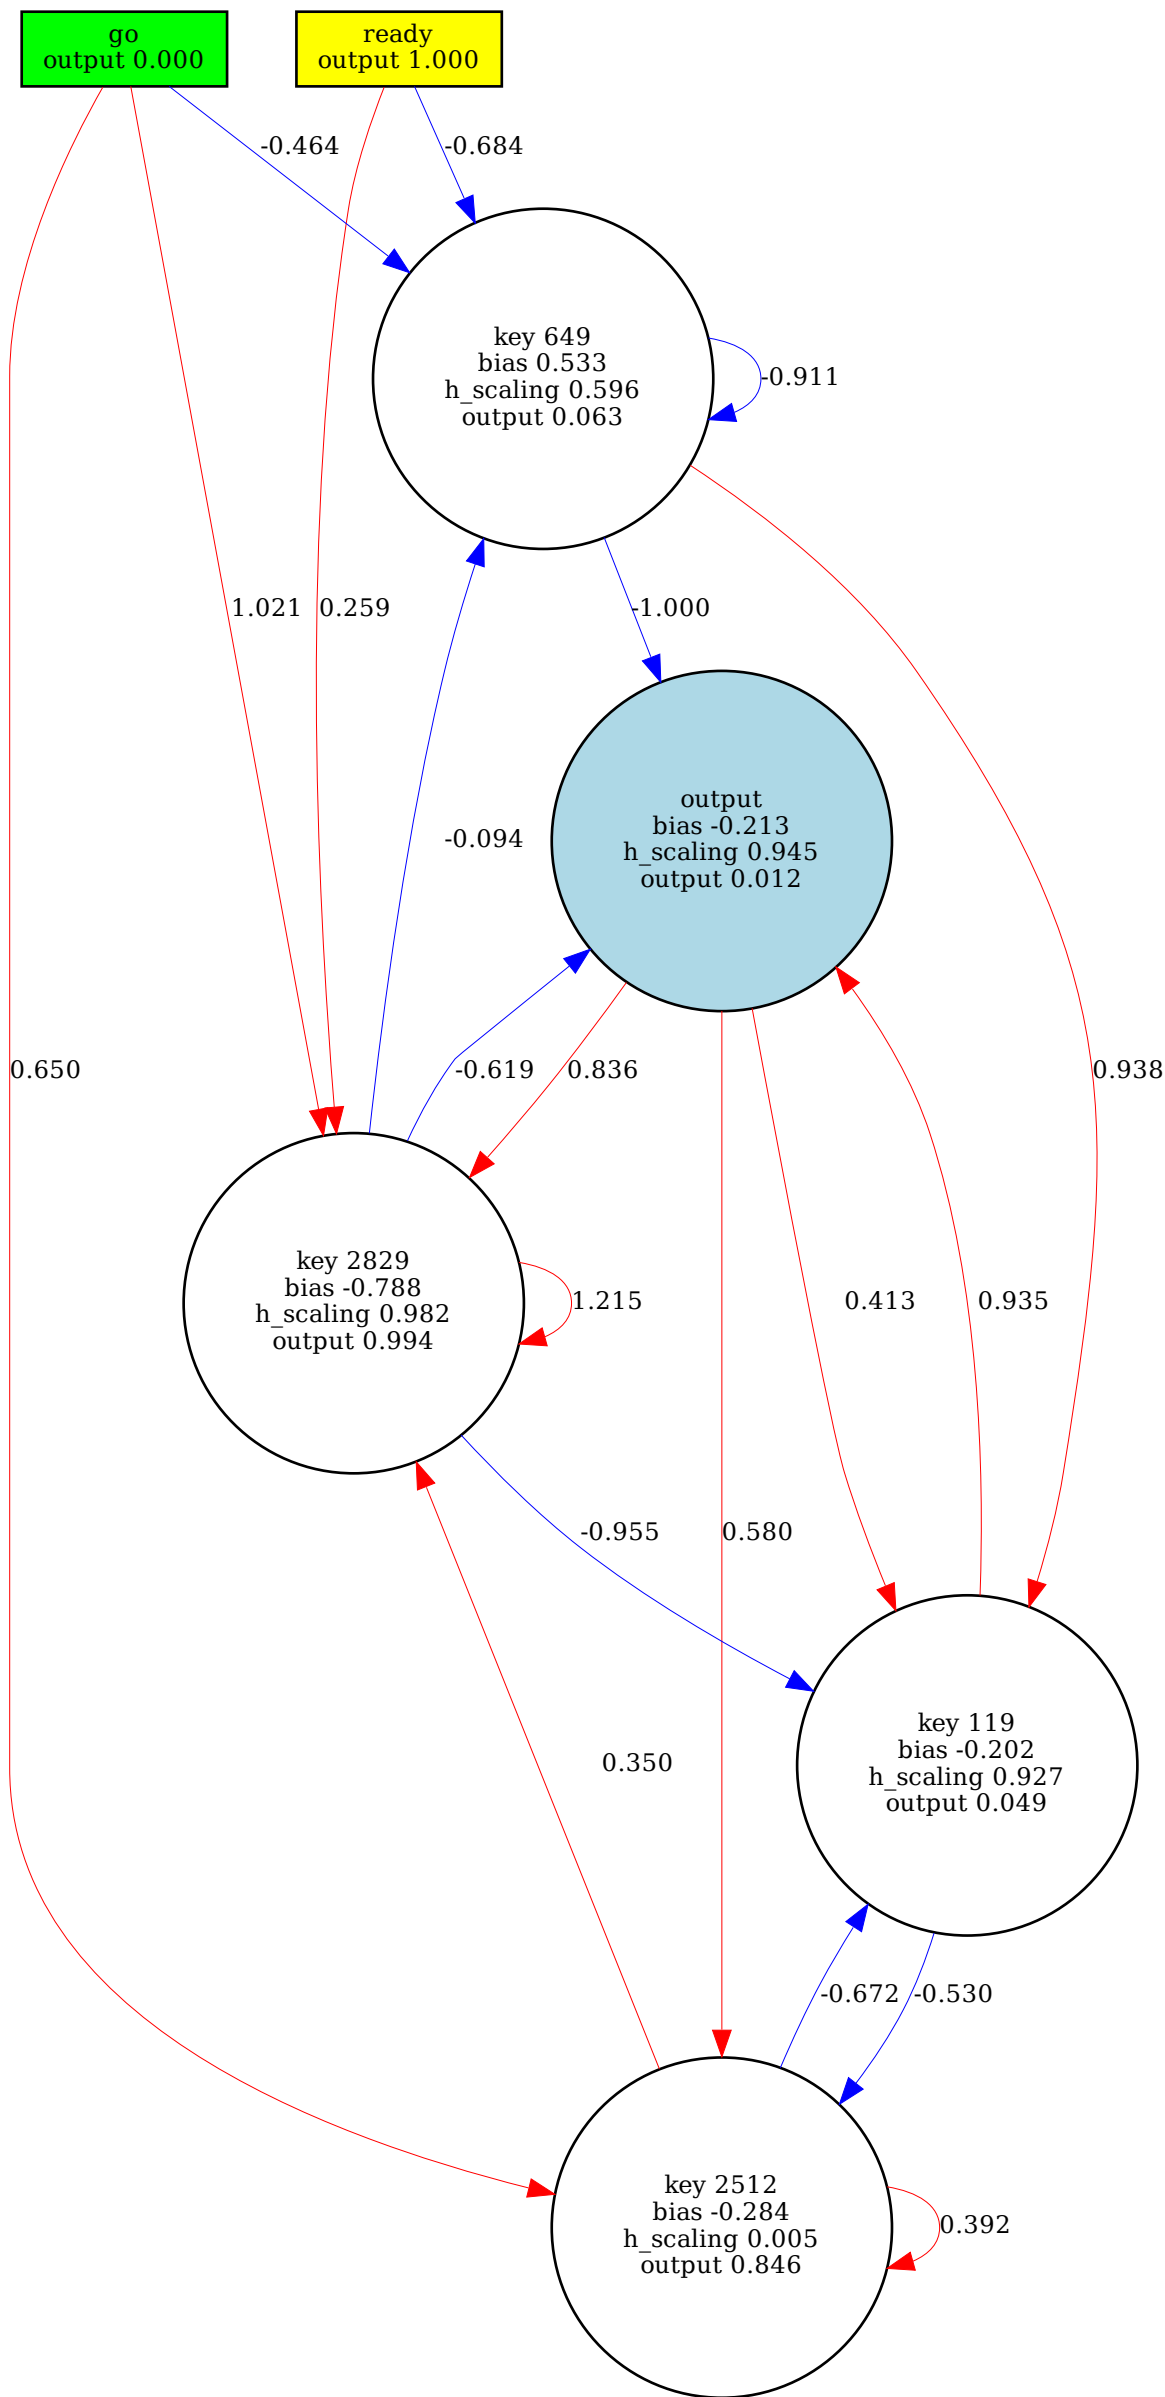 go
output 0.000
ready
output 1.000
-0.464
-0.684
key 649
bias 0.533
h_scaling 0.596
output 0.063
-0.911
1.021
0.259
-1.000
-0.094
output
bias -0.213
h_scaling 0.945
output 0.012
0.650
-0.619
0.836
0.938
key 2829
bias -0.788
h_scaling 0.982
output 0.994
1.215
0.413
0.935
-0.955
0.580
0.350
key 119
bias -0.202
h_scaling 0.927
output 0.049
-0.672
-0.530
key 2512
bias -0.284
h_scaling 0.005
output 0.846
0.392